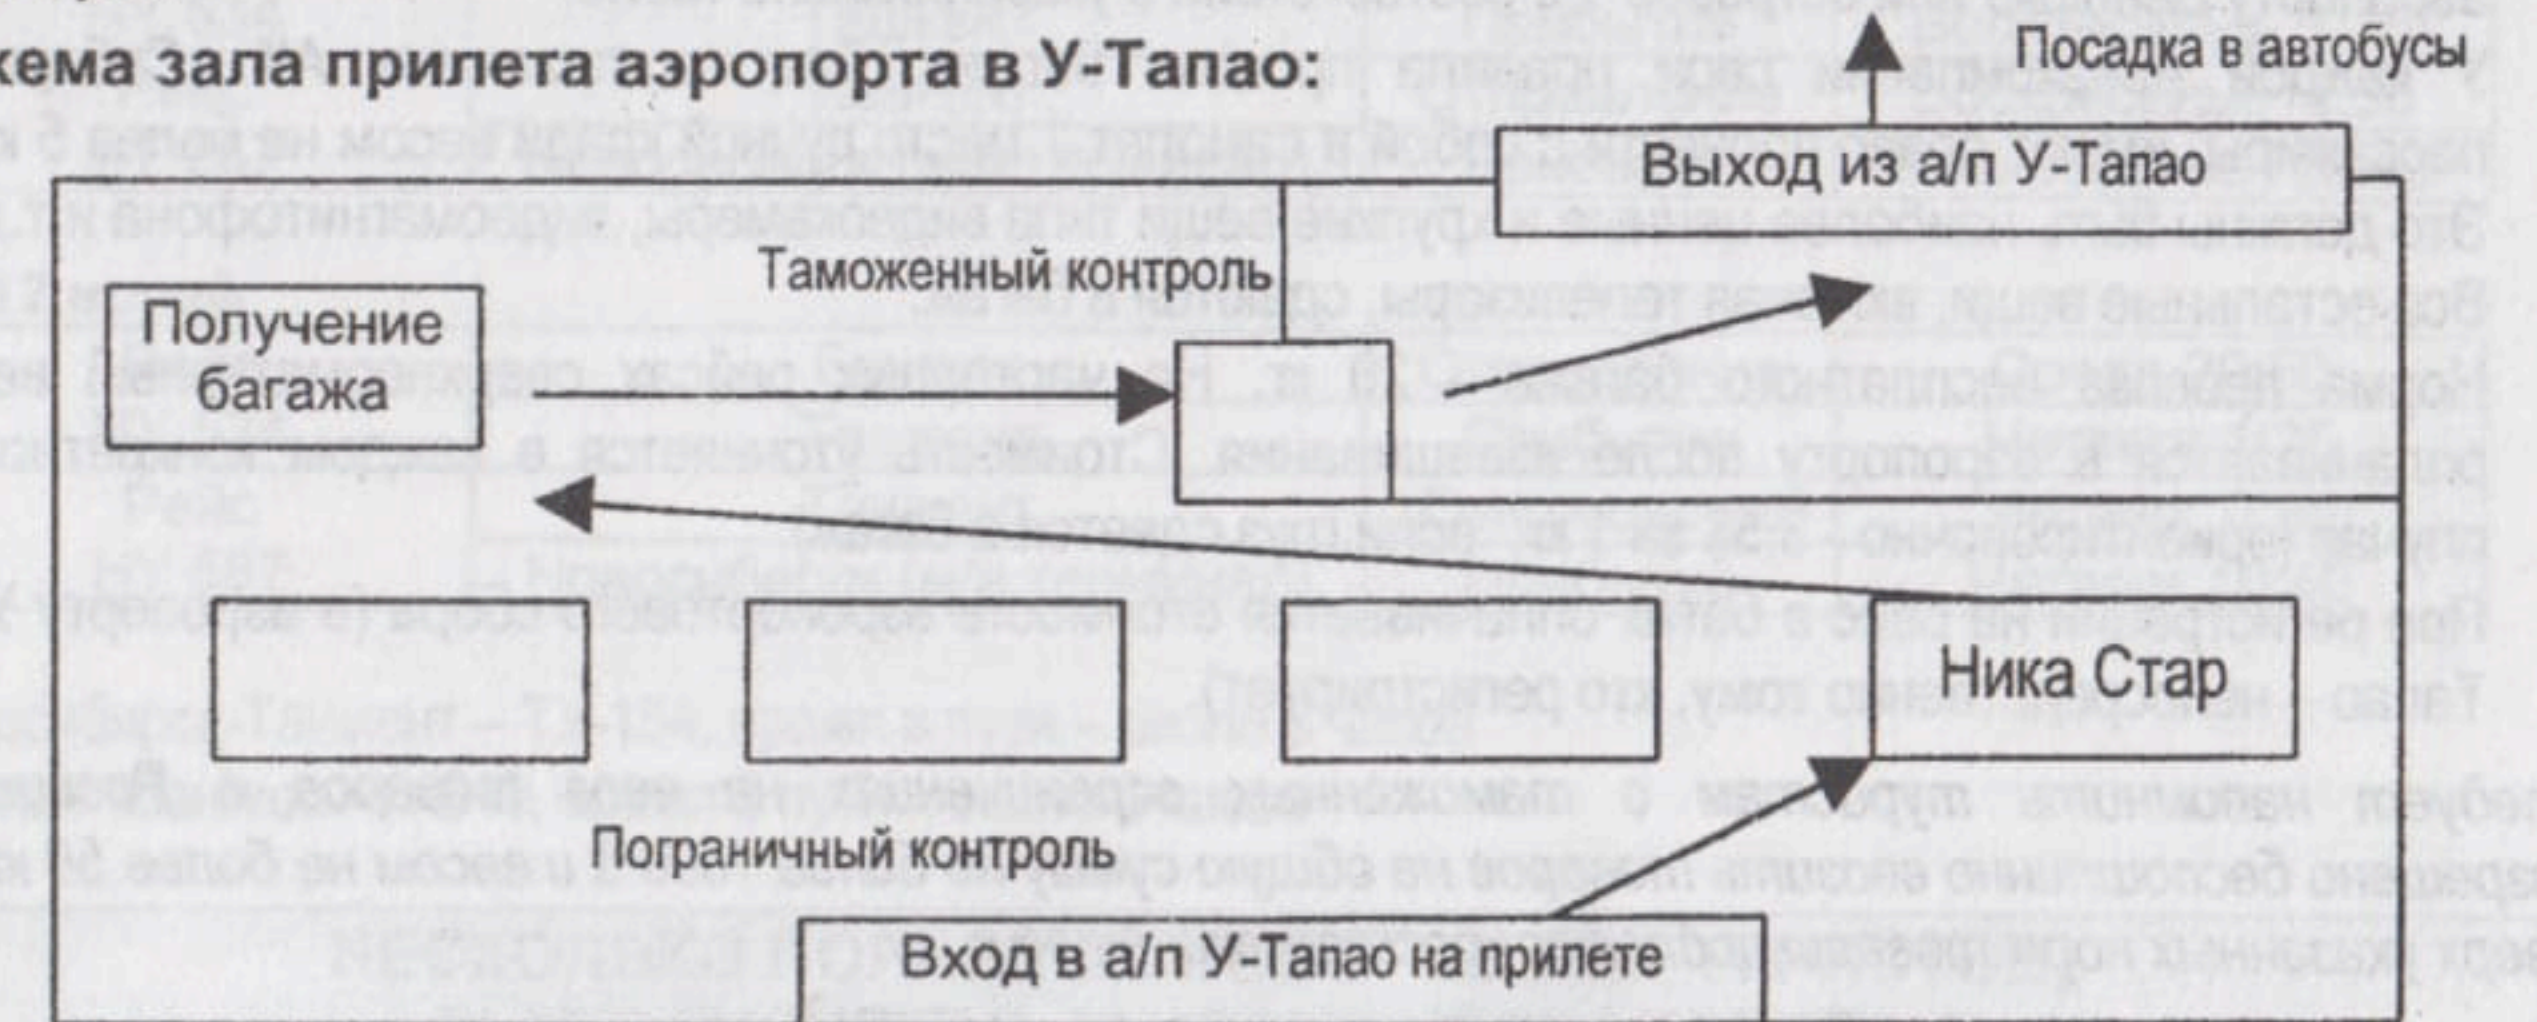 хема зала прилета аэропорта в У-Тапао:
Посадка в автобусы
Выход из а/п У-Тапао
Таможенный контроль
Получение
багажа
Ника Стар
Пограничный контроль
Вход в а/п У-Тапао на прилете